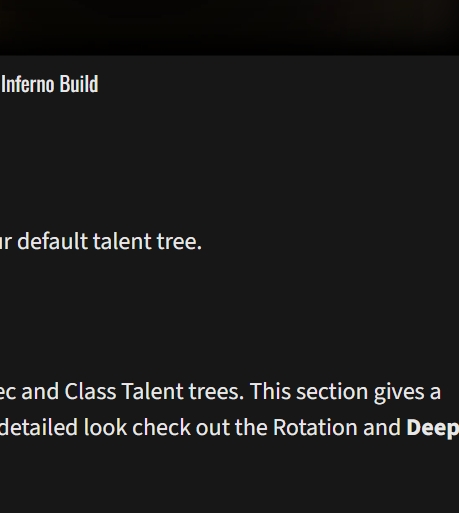 Inferno Build
default talent tree.
and Class Talent trees. This section gives a
detailed look check out the Rotation and Deep